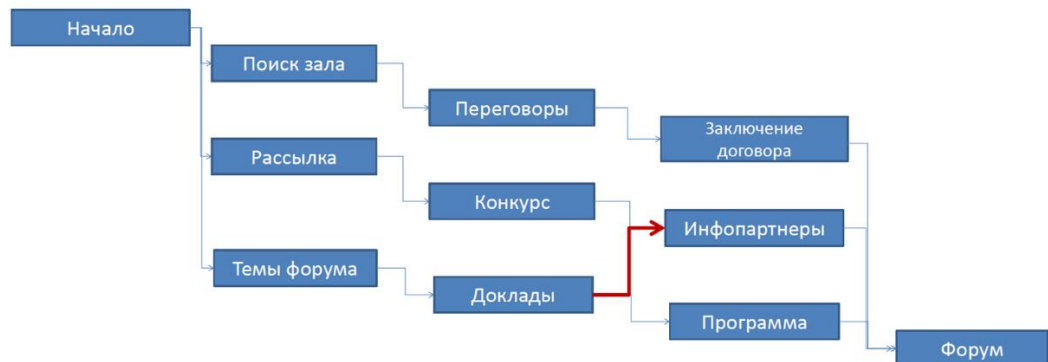 Начало
Поиск зала
Переговоры
Заключение
договора
Рассылка
Конкурс
Инфопартнеры
Темы форума
Доклады
Программа
Форум